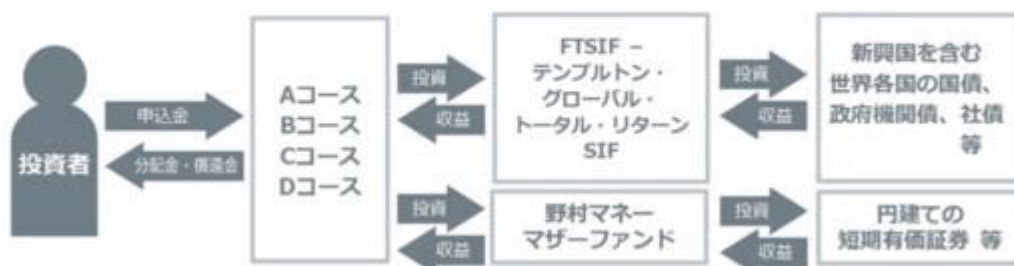 投資者
申込金
分配金・償還金
Aコース
Bコース
Cコース
Dコース
投資
収益
FTSIF –
テンプルトン・
グローバル・
トータル・リターン
SIF
投資
収益
新興国を含む
世界各国の国債、
政府機関債、社債
等
投資
収益
野村マネー
マザーファンド
投資
収益
円建ての
短期有価証券 等